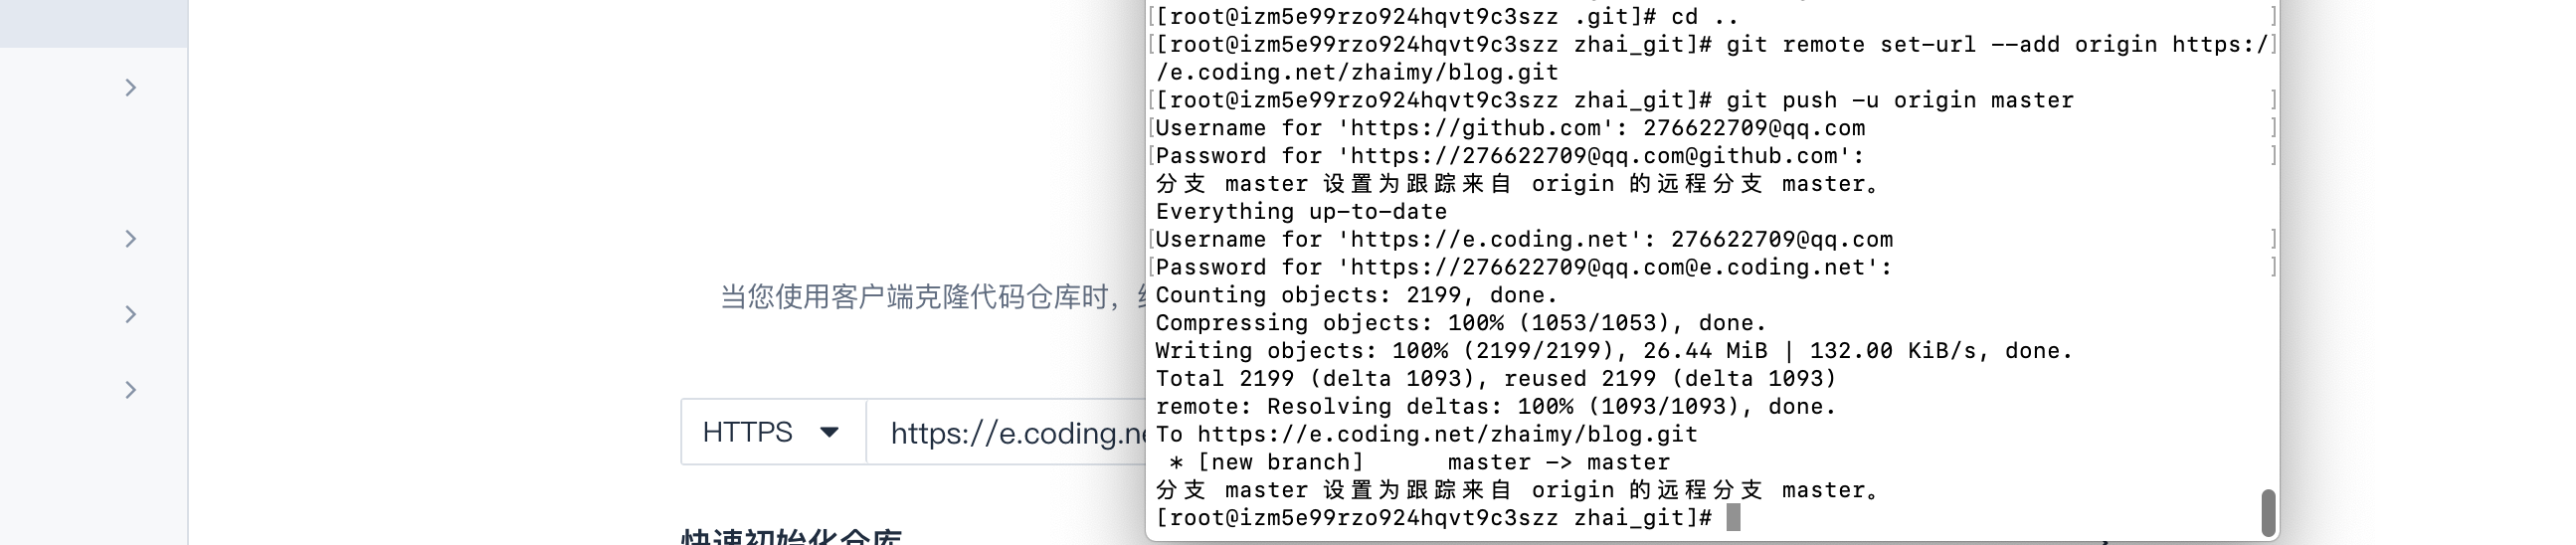 当您使用客户端克隆代码仓库时，
HTTPS
https://e.coding.ne
快速初始化仓库
[[root@izm5e99rzo924hqvt9c3szz .git]# cd ..                                      ]
[[root@izm5e99rzo924hqvt9c3szz zhai_git]# git remote set-url --add origin https:/]
/e.coding.net/zhaimy/blog.git
[[root@izm5e99rzo924hqvt9c3szz zhai_git]# git push -u origin master              ]
[Username for 'https://github.com': 276622709@qq.com                             ]
[Password for 'https://276622709@qq.com@github.com':                             ]
分支 master 设置为跟踪来自 origin 的远程分支 master。
Everything up-to-date
[Username for 'https://e.coding.net': 276622709@qq.com                           ]
[Password for 'https://276622709@qq.com@e.coding.net':                           ]
Counting objects: 2199, done.
Compressing objects: 100% (1053/1053), done.
Writing objects: 100% (2199/2199), 26.44 MiB | 132.00 KiB/s, done.
Total 2199 (delta 1093), reused 2199 (delta 1093)
remote: Resolving deltas: 100% (1093/1093), done.
To https://e.coding.net/zhaimy/blog.git
 * [new branch]      master -> master
分支 master 设置为跟踪来自 origin 的远程分支 master。
[root@izm5e99rzo924hqvt9c3szz zhai_git]#